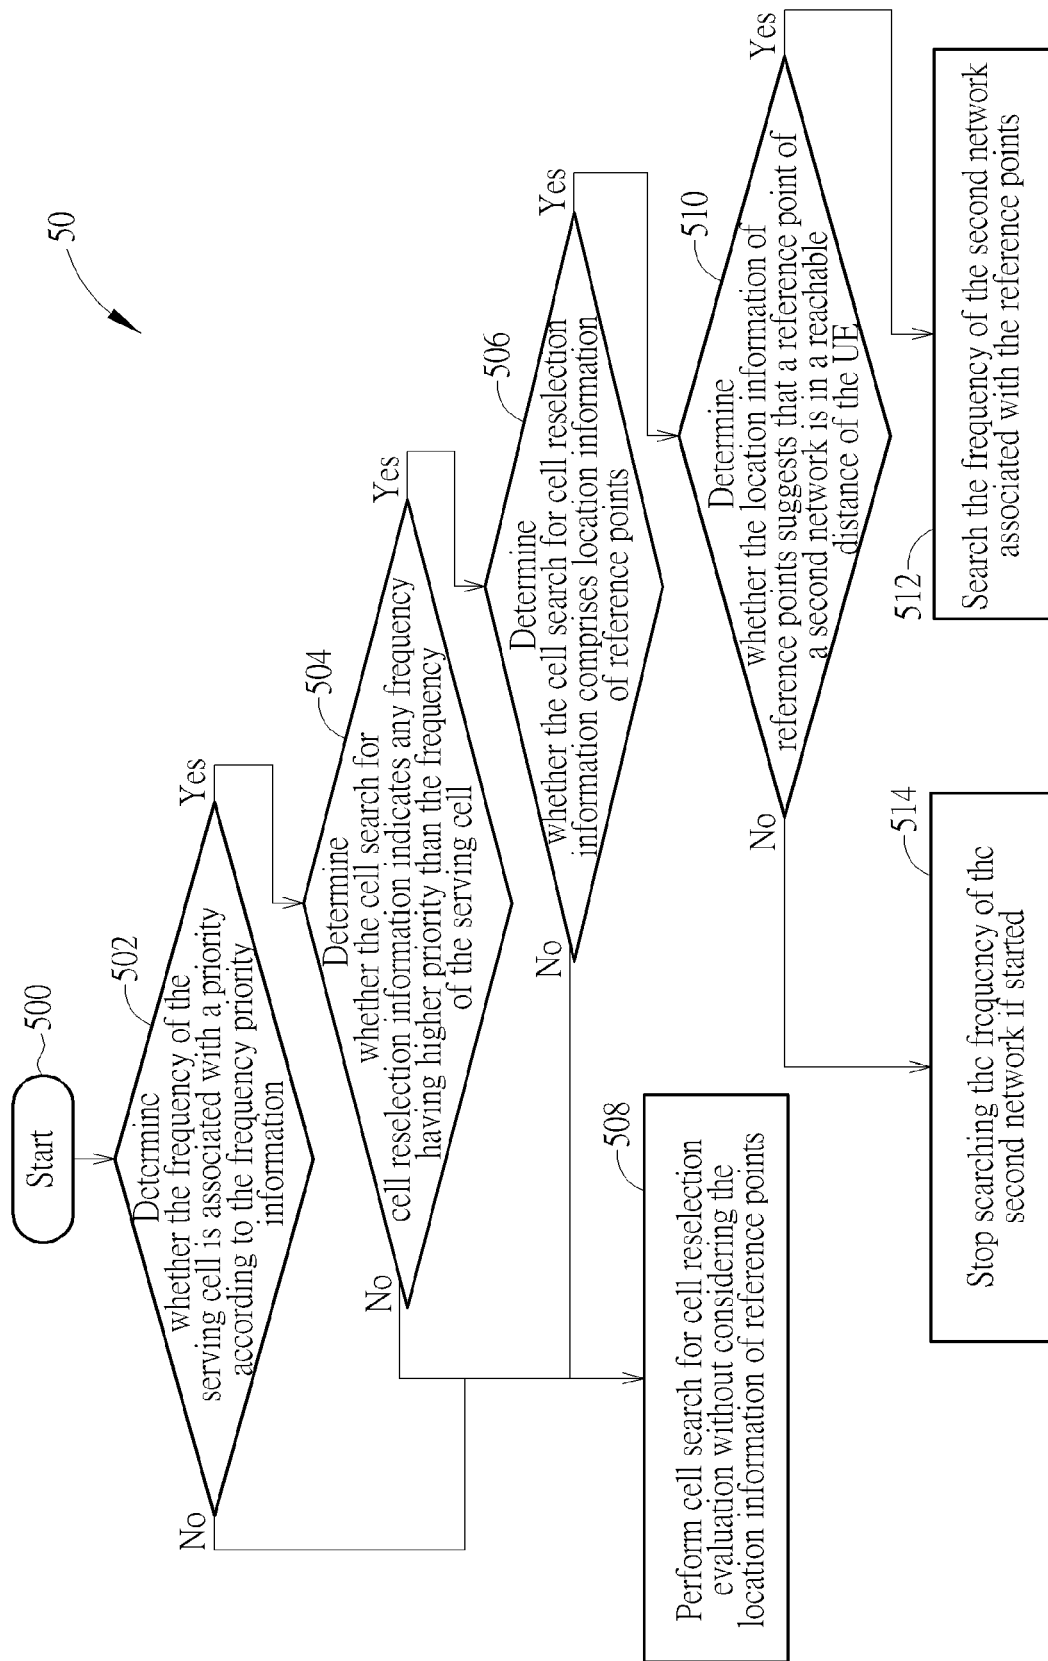 50
Start
500
Determine
whether the frequency of the
serving cell is associated with a priority
according to the frequency priority
information
502
Yes
No
Determine
whether the cell search for
cell reselection information indicates any frequency
having higher priority than the frequency
of the serving cell
504
Yes
No
Determine
whether the cell search for cell reselection
information comprises location information
of reference points
506
Yes
No
Perform cell search for cell reselection
evaluation without considering the
location information of reference points
508
Determine
whether the location information of
reference points suggests that a reference point of
a second network is in a reachable
distance of the UE
510
Yes
No
Search the frequency of the second network
associated with the reference points
512
Stop searching the frequency of the
second network if started
514